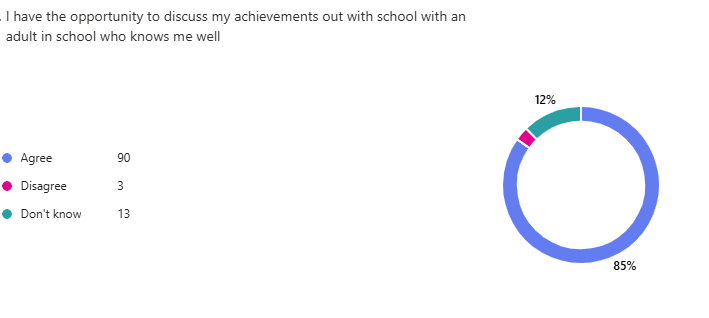 . I have the opportunity to discuss my achievements out with school with an
adult in school who knows me well
12%
Agree 90
Disagree 3
Don't know 13
85%